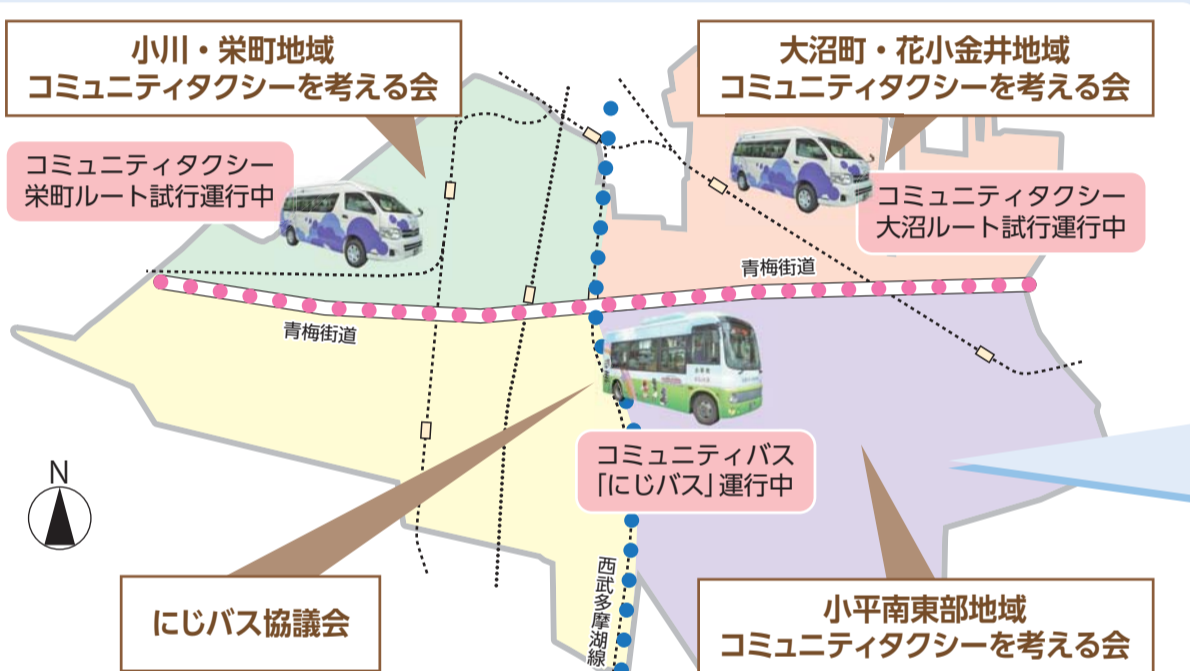 小川・栄町地域
コミュニティタクシーを考える会
大沼町・花小金井地域
コミュニティタクシーを考える会
コミュニティタクシー
栄町ルート試行運行中
コミュニティタクシー
大沼ルート試行運行中
青梅街道
青梅街道
コミュニティバス
「にじバス」運行中
N
西武多摩湖線
にじバス協議会
小平南東部地域
コミュニティタクシーを考える会